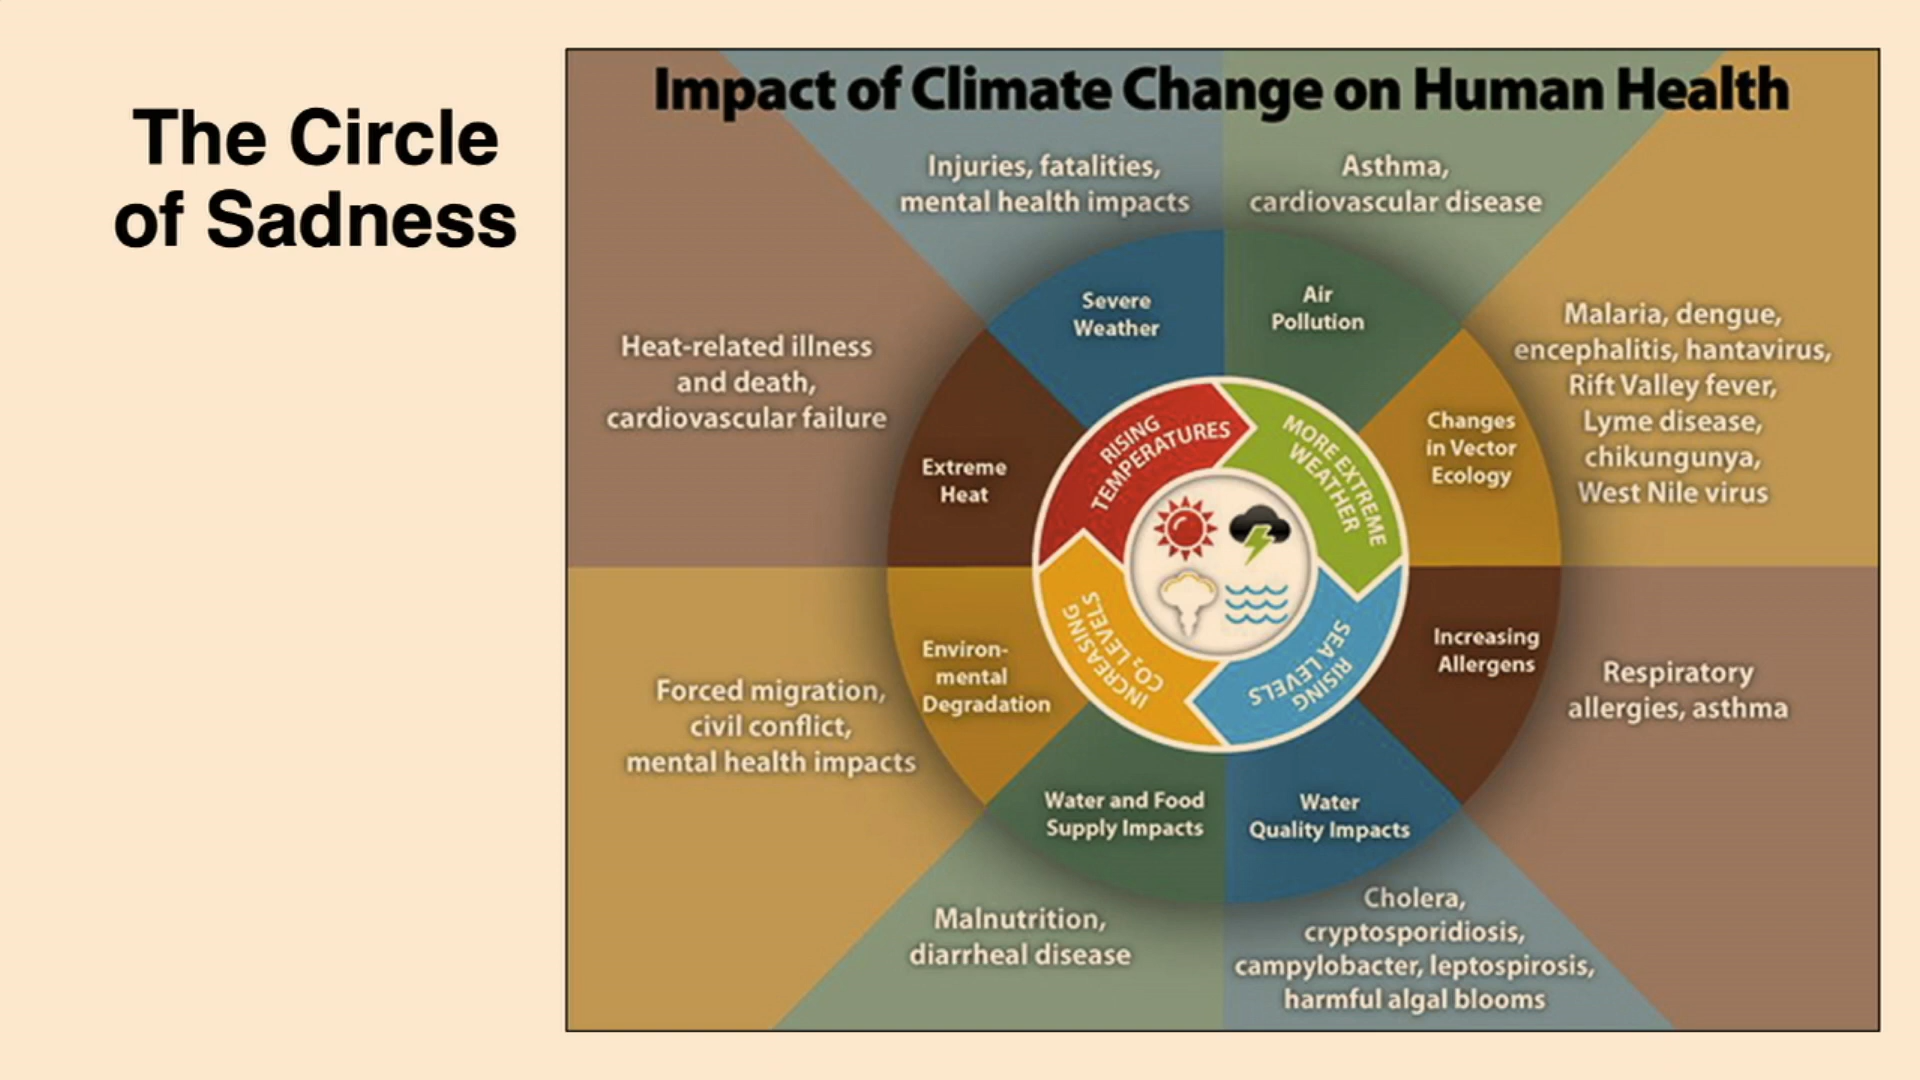 The Circle
of Sadness
Impact of Climate Change on Human Health
Injuries, fatalities,
mental health impacts
Asthma,
cardiovascular disease
Malaria, dengue,
encephalitis, hantavirus,
Rift Valley fever,
Lyme disease,
chikungunya,
West Nile virus
Respiratory
allergies, asthma
Cholera,
cryptosporidiosis,
campylobacter, leptospirosis,
harmful algal blooms
Malnutrition,
diarrheal disease
Forced migration,
civil conflict,
mental health impacts
Heat-related illness
and death,
cardiovascular failure
Severe
Weather
Air
Pollution
Changes
in Vector
Ecology
Increasing
Allergens
Water
Quality Impacts
Water and Food
Supply Impacts
Environ-
mental
Degradation
Extreme
Heat
RISING
TEMPERATURES
MORE EXTREME
WEATHER
RISING
SEA LEVELS
INCREASING
CO₂ LEVELS